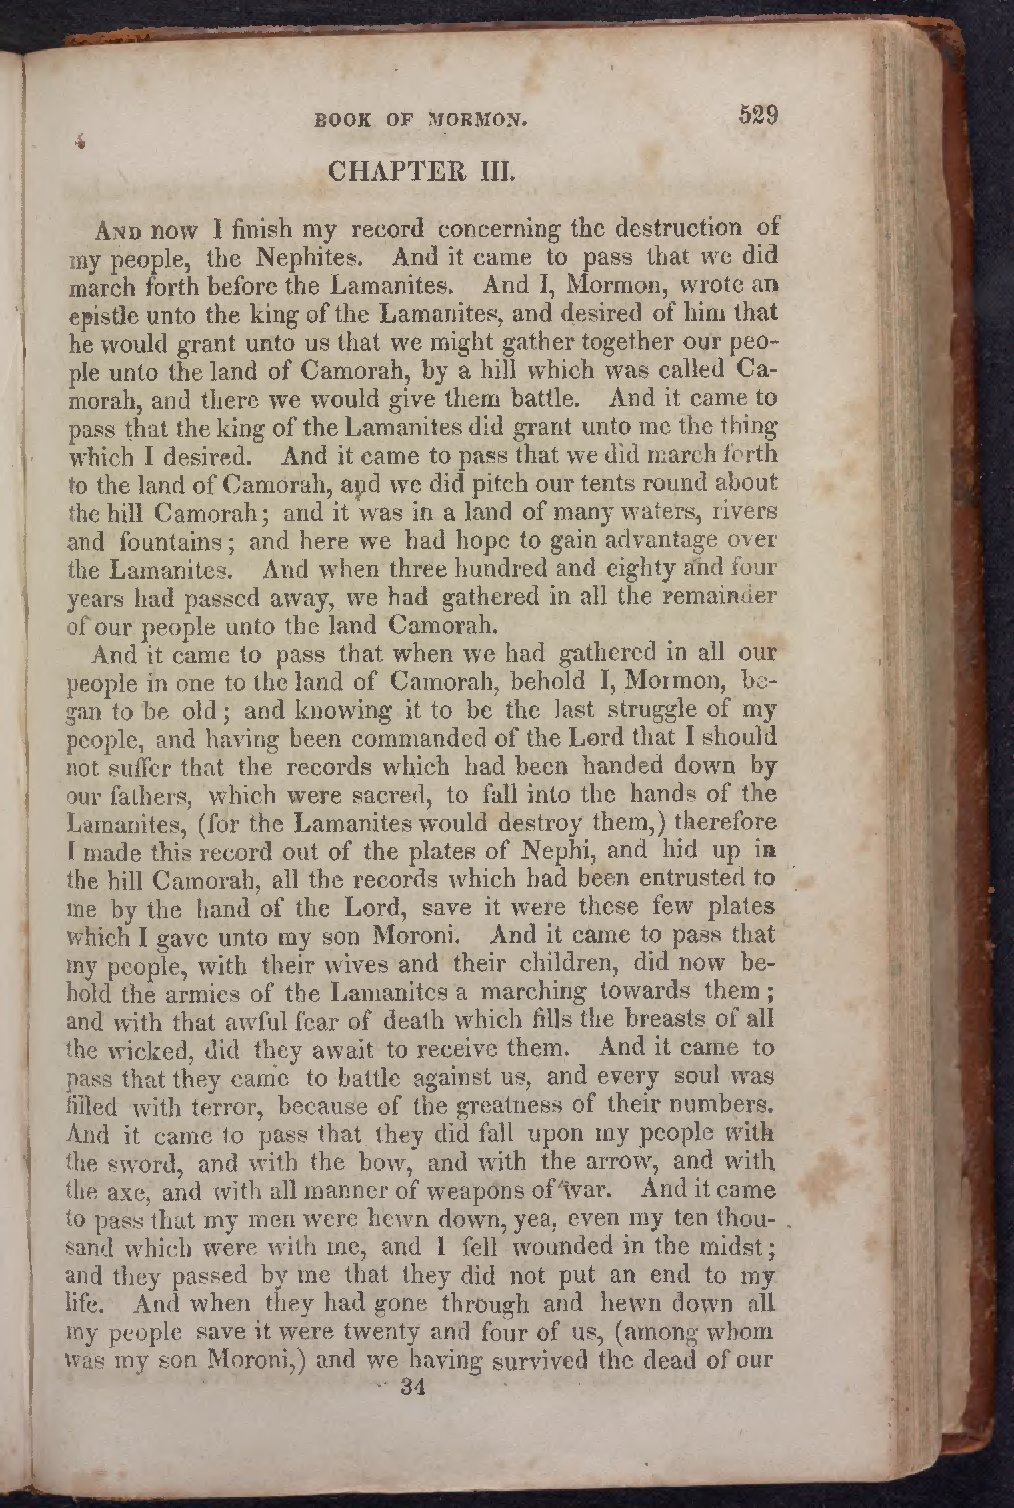 BOOK OF MORMON. 529
CHAPTER III.
AND now I finish my record concerning the destruction of
my people, the Nephites. And it came to pass that we did
march forth before the Lamanites. And I, Mormon, wrote an
epistle unto the king of the Lamanites, and desired of him that
he would grant unto us that we might gather together our peo-
ple unto the land of Camorah, by a hill which was called Ca-
morah, and there we would give them battle. And it came to
pass that the king of the Lamanites did grant unto me the thing
which I desired. And it came to pass that we did march forth
to the land of Camorah, and we did pitch our tents round about
the hill Camorah; and it was in a land of many waters, rivers
and fountains; and here we had hope to gain advantage over
the Lamanites. And when three hundred and eighty and four
years had passed away, we had gathered in all the remainder
of our people unto the land Camorah.
And it came to pass that when we had gathered in all our
people in one to the land of Camorah, behold I, Mormon, be-
gan to be old; and knowing it to be the last struggle of my
people, and having been commanded of the Lord that I should
not suffer that the records which had been handed down by
our fathers, which were sacred, to fall into the hands of the
Lamanites, (for the Lamanites would destroy them,) therefore
I made this record out of the plates of Nephi, and hid up in
the hill Camorah, all the records which had been entrusted to
me by the hand of the Lord, save it were these few plates
which I gave unto my son Moroni. And it came to pass that
my people, with their wives and their children, did now be-
hold the armies of the Lamanites a marching towards them;
and with that awful fear of death which fills the breasts of all
the wicked, did they await to receive them. And it came to
pass that they came to battle against us, and every soul was
filled with terror, because of the greatness of their numbers.
And it came to pass that they did fall upon my people with
the sword, and with the bow, and with the arrow, and with
the axe, and with all manner of weapons of war. And it came
to pass that my men were hewn down, yea, even my ten thou-
sand which were with me, and I fell wounded in the midst;
and they passed by me that they did not put an end to my
life. And when they had gone through and hewn down all
my people save it were twenty and four of us, (among whom
was my son Moroni,) and we having survived the dead of our
34